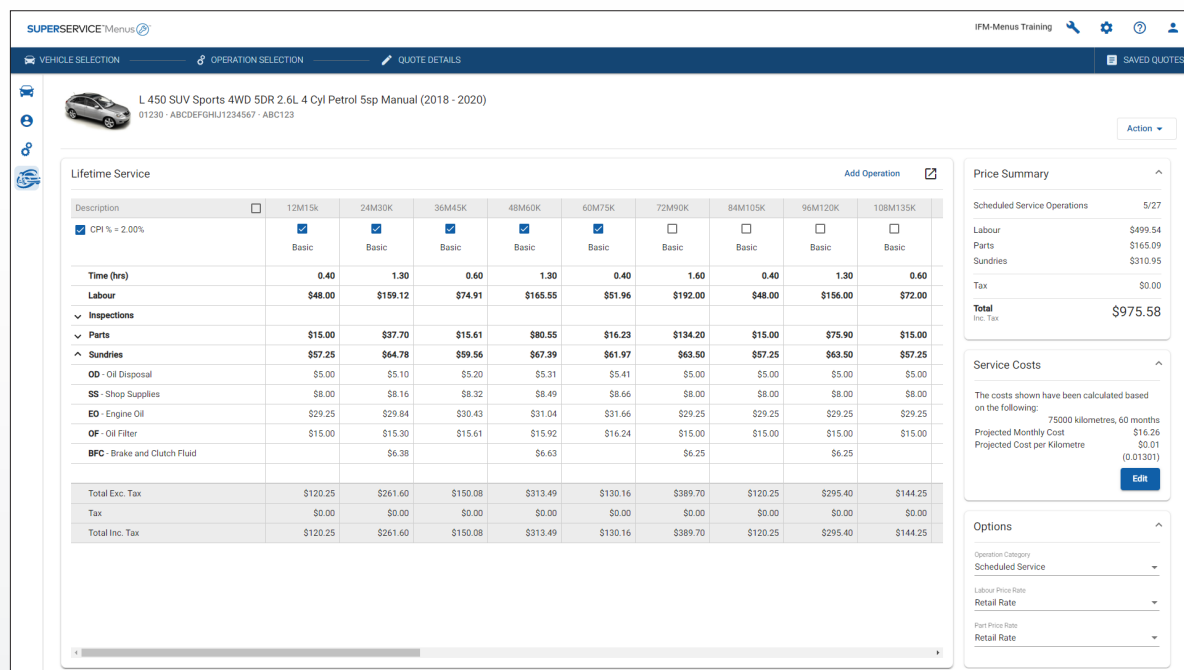 SUPERSERVICE™Menus
IFM-Menus Training
VEHICLE SELECTION OPERATION SELECTION QUOTE DETAILS SAVED QUOTES
L 450 SUV Sports 4WD 5DR 2.6L 4 Cyl Petrol 5sp Manual (2018 - 2020)
01230 - ABCDEFGHIJ1234567 - ABC123
Action
Lifetime Service Add Operation
Description 12M15k 24M30K 36M45K 48M60K 60M75K 72M90K 84M105K 96M120K 108M135K
CPI % = 2.00%
Basic Basic Basic Basic Basic Basic Basic Basic Basic
Time (hrs) 0.40 1.30 0.60 1.30 0.40 1.60 0.40 1.30 0.60
Labour $48.00 $159.12 $74.91 $165.55 $51.96 $192.00 $48.00 $156.00 $72.00
Inspections
Parts $15.00 $37.70 $15.61 $80.55 $16.23 $134.20 $15.00 $75.90 $15.00
Sundries $57.25 $64.78 $59.56 $67.39 $61.97 $63.50 $57.25 $63.50 $57.25
OD - Oil Disposal $5.00 $5.10 $5.20 $5.31 $5.41 $5.00 $5.00 $5.00 $5.00
SS - Shop Supplies $8.00 $8.16 $8.32 $8.49 $8.66 $8.00 $8.00 $8.00 $8.00
EO - Engine Oil $29.25 $29.84 $30.43 $31.04 $31.66 $29.25 $29.25 $29.25 $29.25
OF - Oil Filter $15.00 $15.30 $15.61 $15.92 $16.24 $15.00 $15.00 $15.00 $15.00
BFC - Brake and Clutch Fluid $6.38 $6.63 $6.25 $6.25
Total Exc. Tax $120.25 $261.60 $150.08 $313.49 $130.16 $389.70 $120.25 $295.40 $144.25
Tax $0.00 $0.00 $0.00 $0.00 $0.00 $0.00 $0.00 $0.00 $0.00
Total Inc. Tax $120.25 $261.60 $150.08 $313.49 $130.16 $389.70 $120.25 $295.40 $144.25
Price Summary
Scheduled Service Operations 5/27
Labour $499.54
Parts $165.09
Sundries $310.95
Tax $0.00
Total $975.58
Inc. Tax
Service Costs
The costs shown have been calculated based
on the following:
75000 kilometres, 60 months
Projected Monthly Cost $16.26
Projected Cost per Kilometre $0.01
(0.01301)
Edit
Options
Operation Category
Scheduled Service
Labour Price Rate
Retail Rate
Part Price Rate
Retail Rate